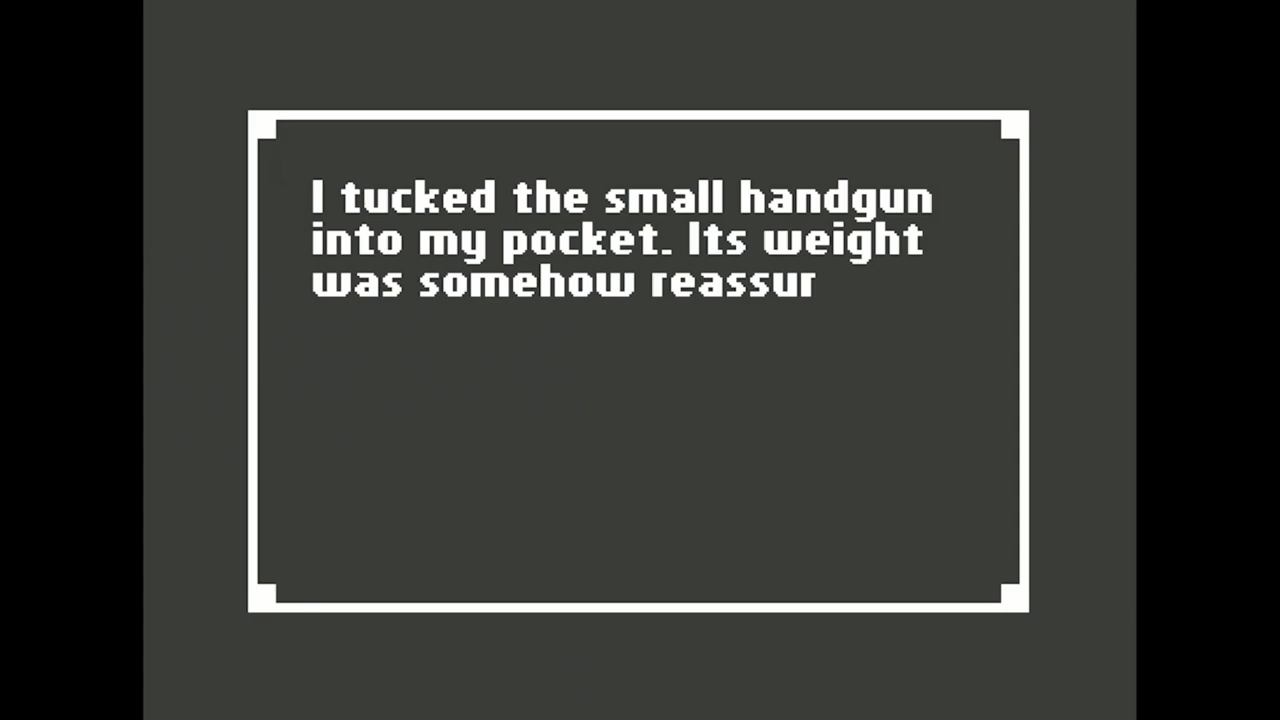 I tucked the small handgun
into my pocket. Its weight
was somehow reassur